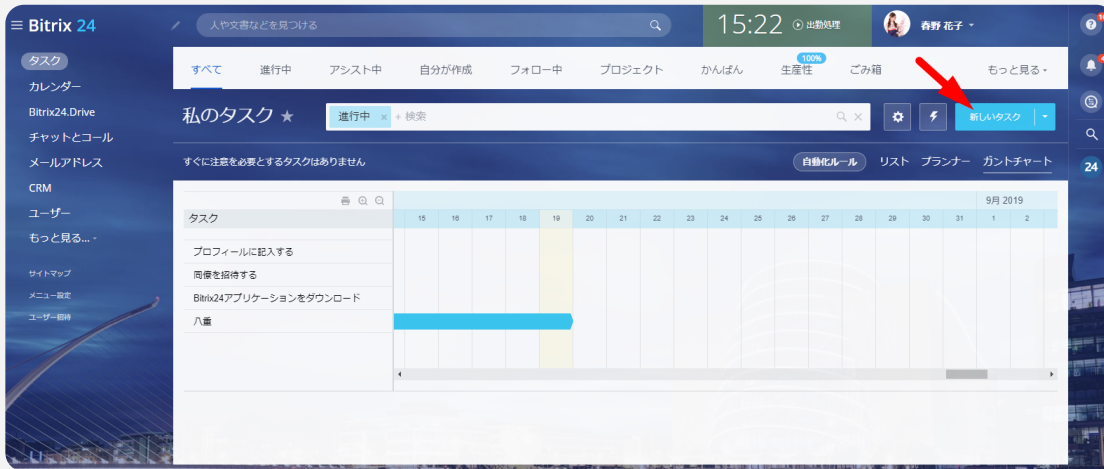 Bitrix 24
人や文書などを見つける
15:22 出勤処理
春野 花子
タスク
カレンダー
Bitrix24.Drive
チャットとコール
メールアドレス
CRM
ユーザー
もっと見る...
サイトマップ
メニュー設定
ユーザー招待
すべて 進行中 アシスト中 自分が作成 フォロー中 プロジェクト かんばん 生産性 100% ごみ箱 もっと見る
私のタスク
進行中 × + 検索
新しいタスク
すぐに注意を必要とするタスクはありません
自動化ルール リスト プランナー ガントチャート
9月 2019
タスク
15 16 17 18 19 20 21 22 23 24 25 26 27 28 29 30 31 1 2
プロフィールに記入する
同僚を招待する
Bitrix24アプリケーションをダウンロード
八重
24